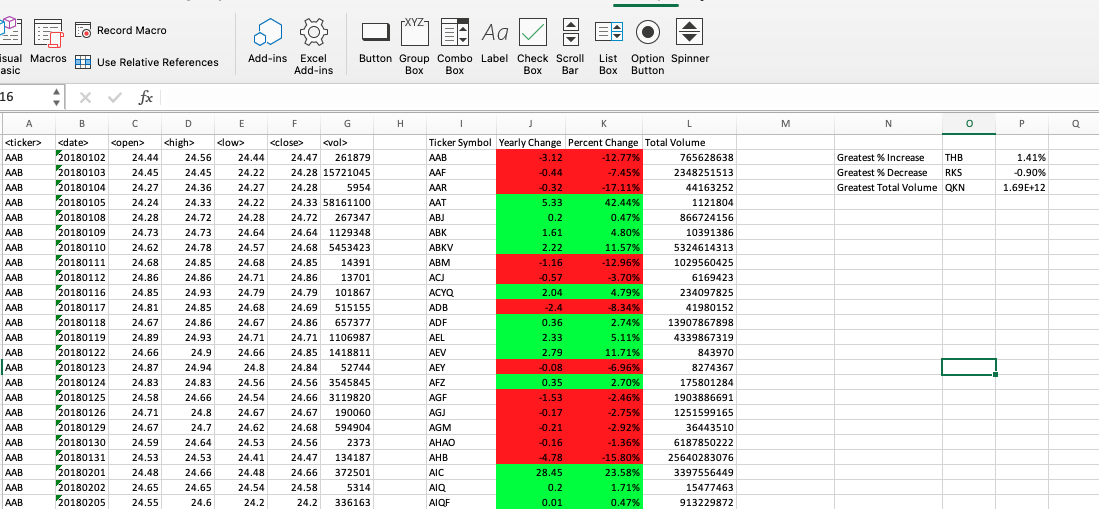 Record Macro
Use Relative References
Macros
Add-ins
Excel Add-ins
Button
Group Box
Combo Box
Aa
Label
Check Box
Scroll Bar
List Box
Option Button
Spinner
XYZ
16
fx
A B C D E F G H I J K L M N O P Q
<ticker> <date> <open> <high> <low> <close> <vol> Ticker Symbol Yearly Change Percent Change Total Volume
AAB 20180102 24.44 24.56 24.44 24.47 261879 AAB -3.12 -12.77% 765628638 Greatest % Increase THB 1.41%
AAB 20180103 24.45 24.45 24.22 24.28 15721045 AAF -0.44 -7.45% 2348251513 Greatest % Decrease RKS -0.90%
AAB 20180104 24.27 24.36 24.27 24.28 5954 AAR -0.32 -17.11% 44163252 Greatest Total Volume QKN 1.69E+12
AAB 20180105 24.24 24.33 24.22 24.33 58161100 AAT 5.33 42.44% 1121804
AAB 20180108 24.28 24.72 24.28 24.72 267347 ABJ 0.2 0.47% 866724156
AAB 20180109 24.73 24.73 24.64 24.64 1129348 ABK 1.61 4.80% 10391386
AAB 20180110 24.62 24.78 24.57 24.68 5453423 ABKV 2.22 11.57% 5324614313
AAB 20180111 24.68 24.85 24.68 24.85 14391 ABM -1.16 -12.96% 1029560425
AAB 20180112 24.86 24.86 24.71 24.86 13701 ACJ -0.57 -3.70% 6169423
AAB 20180116 24.85 24.93 24.79 24.79 101867 ACYQ 2.04 4.79% 234097825
AAB 20180117 24.81 24.85 24.68 24.69 515155 ADB -2.4 -8.34% 41980152
AAB 20180118 24.67 24.86 24.67 24.86 657377 ADF 0.36 2.74% 13907867898
AAB 20180119 24.89 24.93 24.71 24.71 1106987 AEL 2.33 5.11% 4339867319
AAB 20180122 24.66 24.9 24.66 24.85 1418811 AEV 2.79 11.71% 843970
AAB 20180123 24.87 24.94 24.8 24.84 52744 AEY -0.08 -6.96% 8274367
AAB 20180124 24.83 24.83 24.56 24.56 3545845 AFZ 0.35 2.70% 175801284
AAB 20180125 24.58 24.66 24.54 24.66 3119820 AGF -1.53 -2.46% 1903886691
AAB 20180126 24.71 24.8 24.67 24.67 190060 AGJ -0.17 -2.75% 1251599165
AAB 20180129 24.67 24.7 24.62 24.68 594904 AGM -0.21 -2.92% 36443510
AAB 20180130 24.59 24.64 24.53 24.56 2373 AHAO -0.16 -1.36% 6187850222
AAB 20180131 24.53 24.53 24.41 24.47 134187 AHB -4.78 -15.80% 25640283076
AAB 20180201 24.48 24.66 24.48 24.66 372501 AIC 28.45 23.58% 3397556449
AAB 20180202 24.65 24.65 24.54 24.58 5314 AIQ 0.2 1.71% 15477463
AAB 20180205 24.55 24.6 24.2 24.2 336163 AIQF 0.01 0.47% 913229872